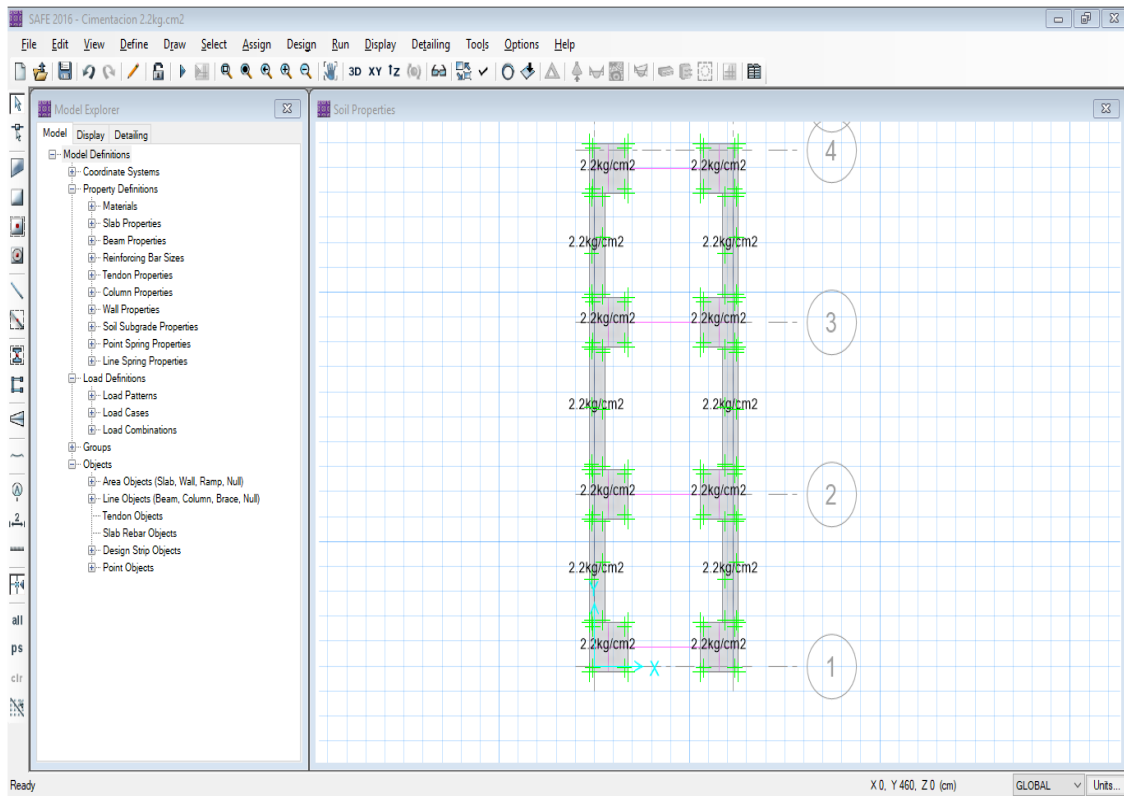 SAFE 2016 - Cimentacion 2.2kg.cm2
File Edit View Define Draw Select Assign Design Run Display Detailing Tools Options Help
3D XY
Model Explorer
Model Display Detailing
Model Definitions
Coordinate Systems
Property Definitions
Materials
Slab Properties
Beam Properties
Reinforcing Bar Sizes
Tendon Properties
Column Properties
Wall Properties
Soil Subgrade Properties
Point Spring Properties
Line Spring Properties
Load Definitions
Load Patterns
Load Cases
Load Combinations
Groups
Objects
Area Objects (Slab, Wall, Ramp, Null)
Line Objects (Beam, Column, Brace, Null)
Tendon Objects
Slab Rebar Objects
Design Strip Objects
Point Objects
all
ps
clr
Soil Properties
2.2kg/cm2 2.2kg/cm2 4
2.2kg/cm2 2.2kg/cm2
2.2kg/cm2 2.2kg/cm2 3
2.2kg/cm2 2.2kg/cm2
2.2kg/cm2 2.2kg/cm2 2
2.2kg/cm2 2.2kg/cm2
Y
2.2kg/cm2 2.2kg/cm2 1
X
Ready
X 0, Y 460, Z 0 (cm)
GLOBAL
Units...